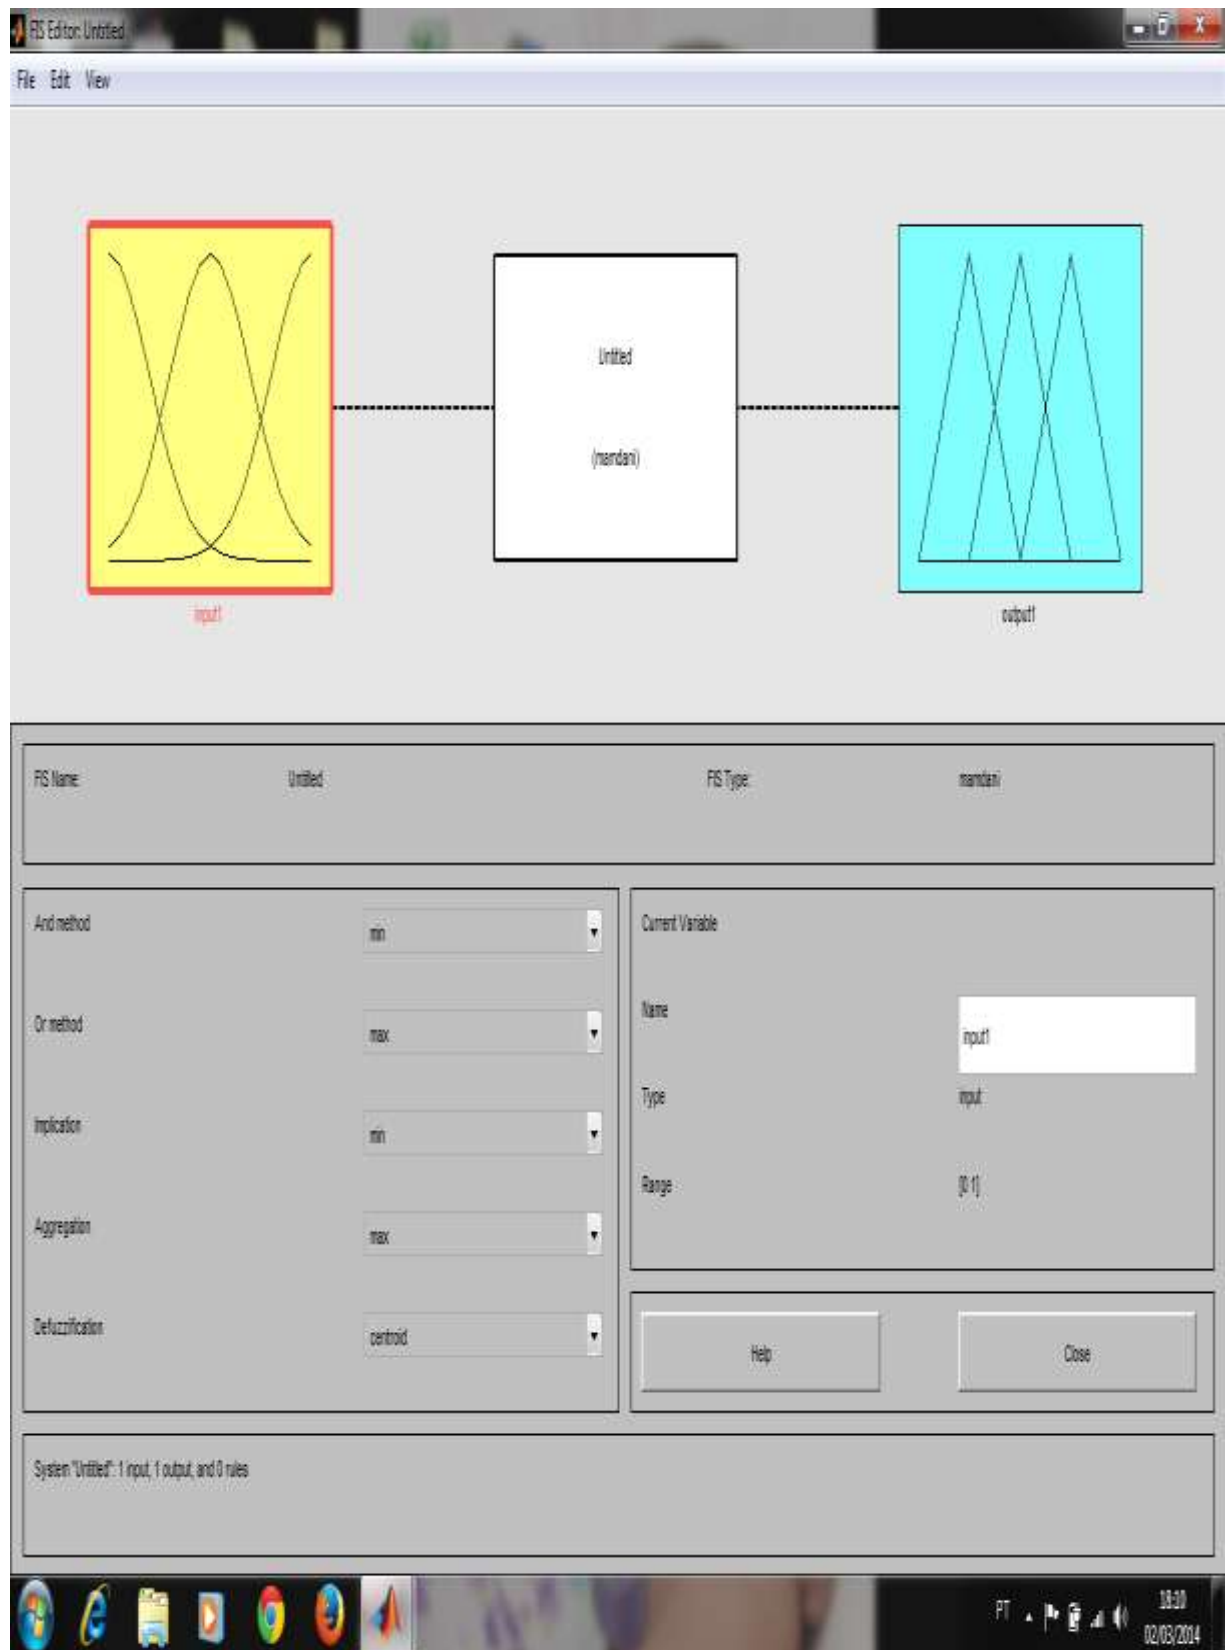 FIS Editor: Untitled
File Edit View
Untitled
(mamdani)
input1
output1
FIS Name: Untitled FIS Type: mamdani
And method min
Or method max
Implication min
Aggregation max
Defuzzification centroid
Current Variable
Name input1
Type input
Range [0 1]
Help Close
System "Untitled": 1 input, 1 output, and 0 rules
PT 18:10
02/03/2014